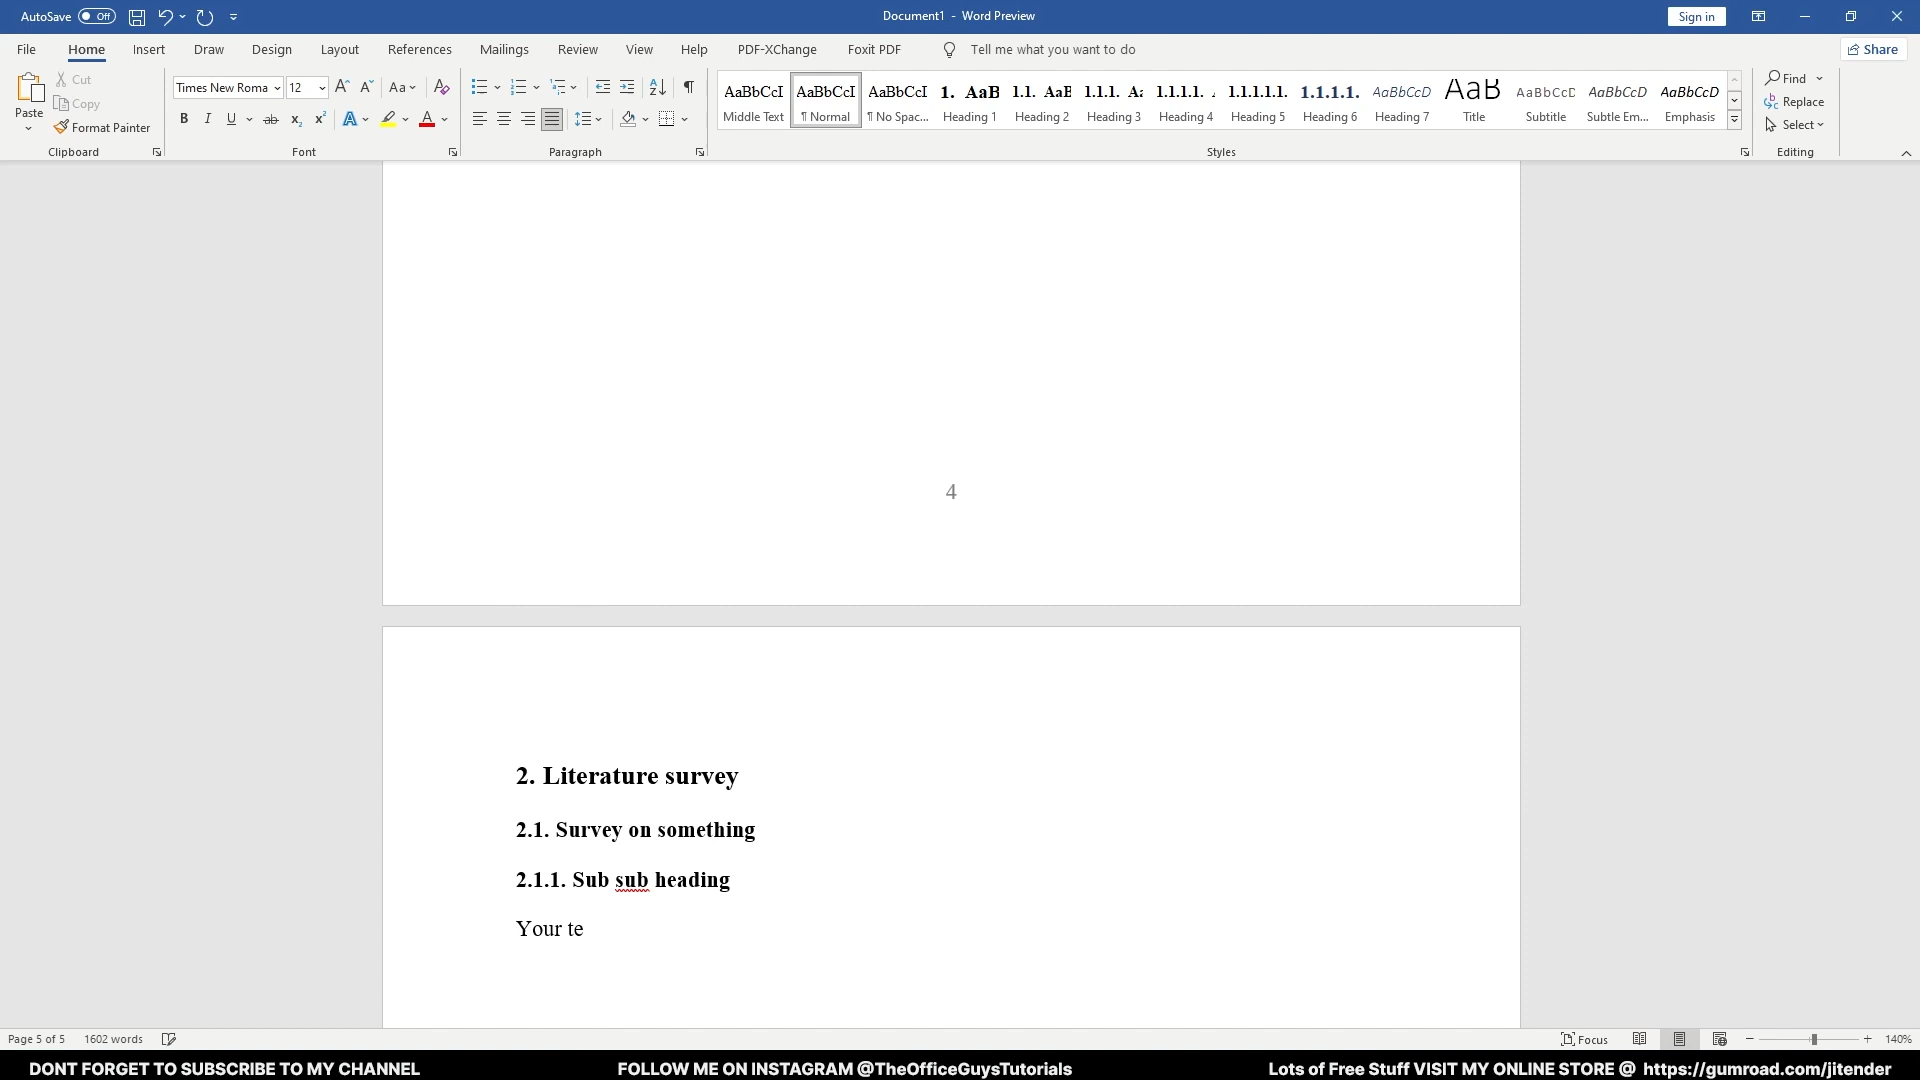 AutoSave Off Document1 - Word Preview Sign in
File Home Insert Draw Design Layout References Mailings Review View Help PDF-XChange Foxit PDF Tell me what you want to do Share
Paste Cut Copy Format Painter
Clipboard
Times New Roma 12 Aa
B I U ab x2 x2 A A
Font
Paragraph
AaBbCcI AaBbCcI AaBbCcI 1. AaB 1.1. AaB 1.1.1. Aa 1.1.1.1. 1.1.1.1.1. 1.1.1.1. AaBbCcD AaB AaBbCcD AaBbCcD AaBbCcD
Middle Text ¶ Normal ¶ No Spac... Heading 1 Heading 2 Heading 3 Heading 4 Heading 5 Heading 6 Heading 7 Title Subtitle Subtle Em... Emphasis
Styles
Find
Replace
Select
Editing
4
2. Literature survey
2.1. Survey on something
2.1.1. Sub sub heading
Your te
Page 5 of 5 1602 words Focus 140%
DONT FORGET TO SUBSCRIBE TO MY CHANNEL FOLLOW ME ON INSTAGRAM @TheOfficeGuysTutorials Lots of Free Stuff VISIT MY ONLINE STORE @ https://gumroad.com/jitender